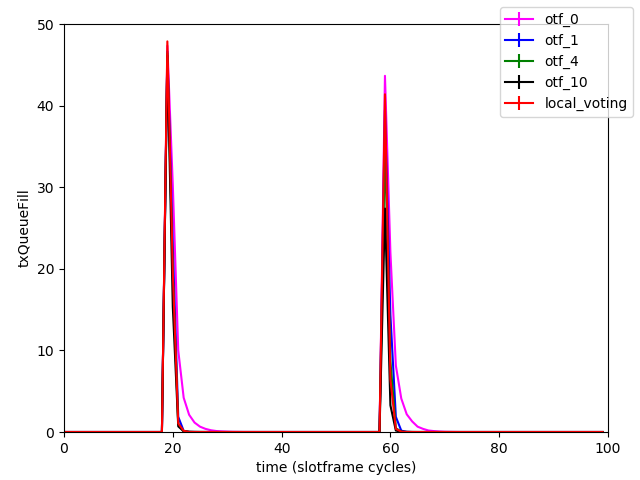 otf_0
otf_1
otf_4
otf_10
local_voting
50
40
30
20
10
0
txQueueFill
0 20 40 60 80 100
time (slotframe cycles)